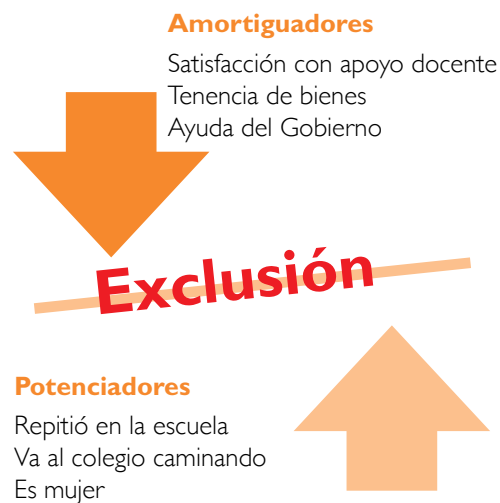 Amortiguadores
Satisfacción con apoyo docente
Tenencia de bienes
Ayuda del Gobierno
Exclusión
Potenciadores
Repitió en la escuela
Va al colegio caminando
Es mujer